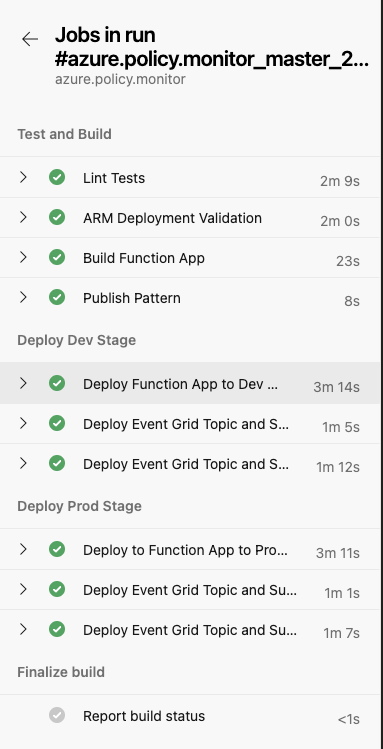 Jobs in run
#azure.policy.monitor_master_2...
azure.policy.monitor
Test and Build
Lint Tests 2m 9s
ARM Deployment Validation 2m 0s
Build Function App 23s
Publish Pattern 8s
Deploy Dev Stage
Deploy Function App to Dev ... 3m 14s
Deploy Event Grid Topic and S... 1m 5s
Deploy Event Grid Topic and S... 1m 12s
Deploy Prod Stage
Deploy to Function App to Pro... 3m 11s
Deploy Event Grid Topic and Su... 1m 1s
Deploy Event Grid Topic and Su... 1m 7s
Finalize build
Report build status <1s